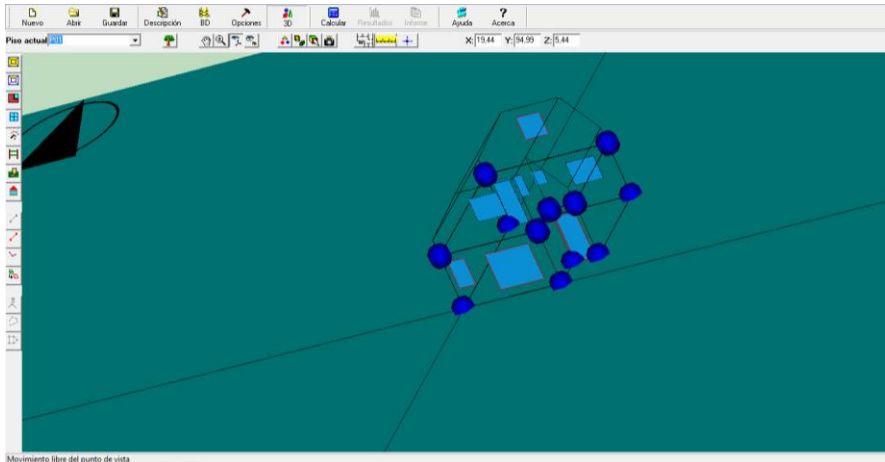 Nuevo Abrir Guardar Descripción BD Opciones 3D Calcular Resultados Informe Ayuda Acerca
Piso actual P01 X: 19,44 Y: 94,99 Z: 5,44
Movimiento libre del punto de vista